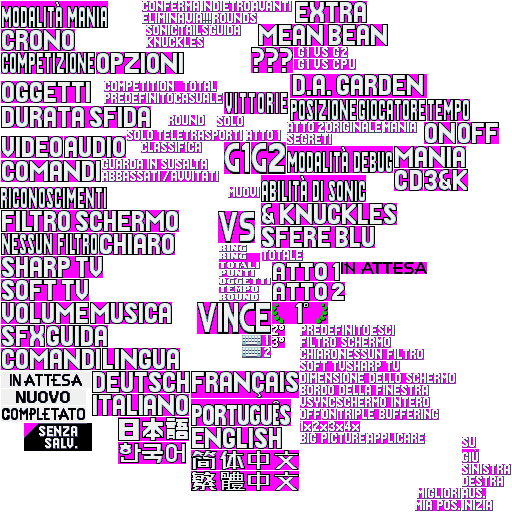 MODALITÀ MANIA
CONFERMA INDIETRO AVANTI
ELIMINA VIA!!! ROUNDS
EXTRA
SONIC TAILS GUIDA
KNUCKLES
MEAN BEAN
CRONO
COMPETIZIONE OPZIONI
???
G1 VS G2
G1 VS CPU
OGGETTI
COMPETITION TOTAL
PREDEFINITO CASUALE
VITTORIE
D.A. GARDEN
DURATA SFIDA
ROUND SOLO
POSIZIONE GIOCATORE TEMPO
SOLO TELETRASPORTI ATTO 1
ATTO 2 ORIGINALE MANIA
SEGRETI
ON OFF
VIDEO AUDIO
CLASSIFICA
G1 G2
MODALITÀ DEBUG
MANIA
COMANDI
GUARDA IN SU SALTA
ABBASSATI / AVVITATI
CD 3&K
RICONOSCIMENTI
MUOVI
ABILITÀ DI SONIC
FILTRO SCHERMO
VS
& KNUCKLES
NESSUN FILTRO CHIARO
SFERE BLU
SHARP TV
RING
RING
TOTALI
PUNTI
OGGETTI
TEMPO
ROUND
TOTALE
ATTO 1
IN ATTESA
SOFT TV
ATTO 2
VOLUME MUSICA
VINCE
1°
SFX GUIDA
2°
3°
1
2
PREDEFINITO ESCI
FILTRO SCHERMO
COMANDI LINGUA
CHIARO NESSUN FILTRO
SOFT TV SHARP TV
IN ATTESA
NUOVO
COMPLETATO
DEUTSCH FRANÇAIS
DIMENSIONE DELLO SCHERMO
BORDO DELLA FINESTRA
ITALIANO
PORTUGUÊS
VSYNC SCHERMO INTERO
OFF ON TRIPLE BUFFERING
SENZA
SALV.
日本語
ENGLISH
1x 2x 3x 4x
BIG PICTURE APPLICARE
한국어
简体中文
繁體中文
SU
GIÙ
SINISTRA
DESTRA
MIGLIORI AUS.
MIA POS. INIZIA